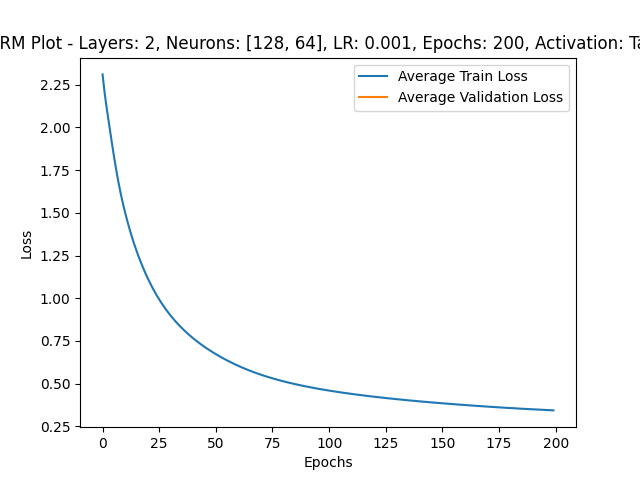 RM Plot - Layers: 2, Neurons: [128, 64], LR: 0.001, Epochs: 200, Activation: Ta
Average Train Loss
Average Validation Loss
2.25
2.00
1.75
1.50
1.25
1.00
0.75
0.50
0.25
Loss
0 25 50 75 100 125 150 175 200
Epochs